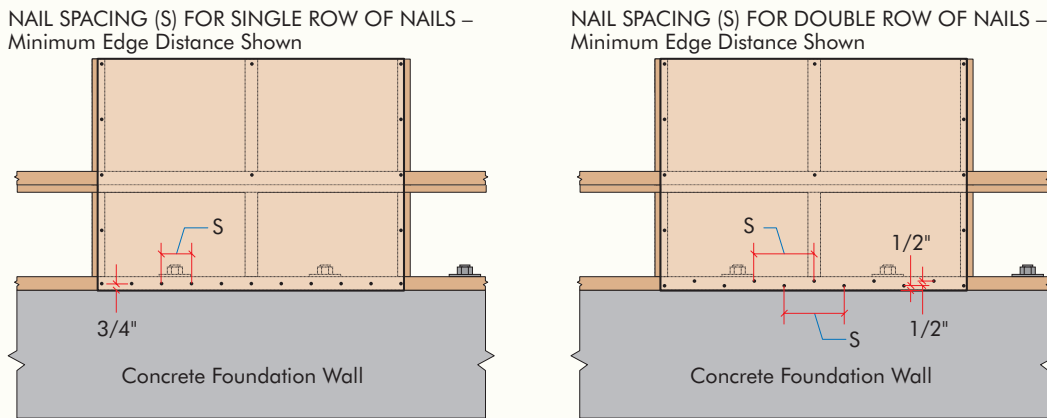 NAIL SPACING (S) FOR SINGLE ROW OF NAILS –
Minimum Edge Distance Shown
S
3/4"
Concrete Foundation Wall
NAIL SPACING (S) FOR DOUBLE ROW OF NAILS –
Minimum Edge Distance Shown
S
1/2"
1/2"
S
Concrete Foundation Wall